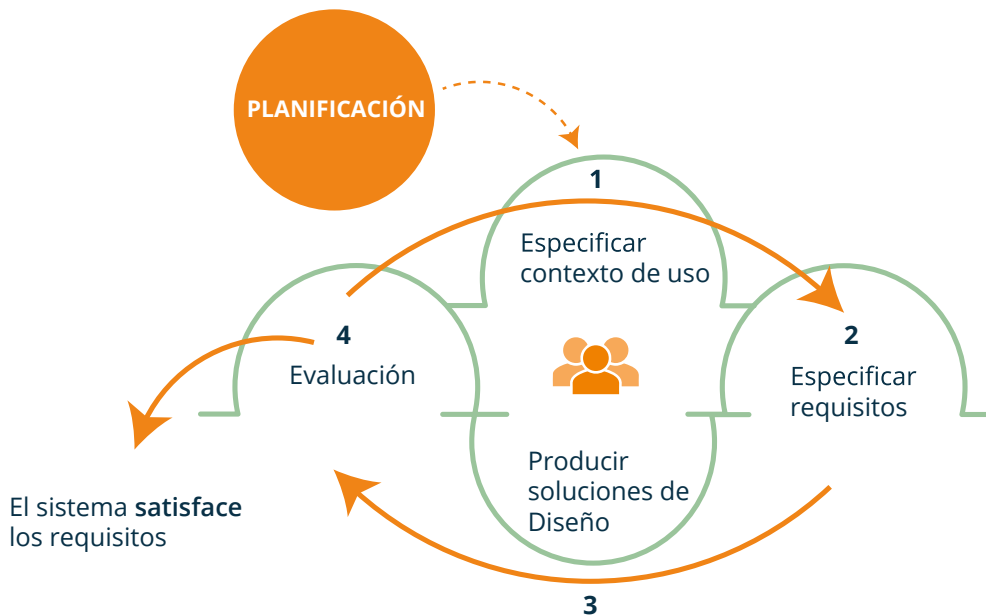 PLANIFICACIÓN
1
Especificar
contexto de uso
2
Especificar
requisitos
4
Evaluación
Producir
soluciones de
Diseño
3
El sistema satisface
los requisitos